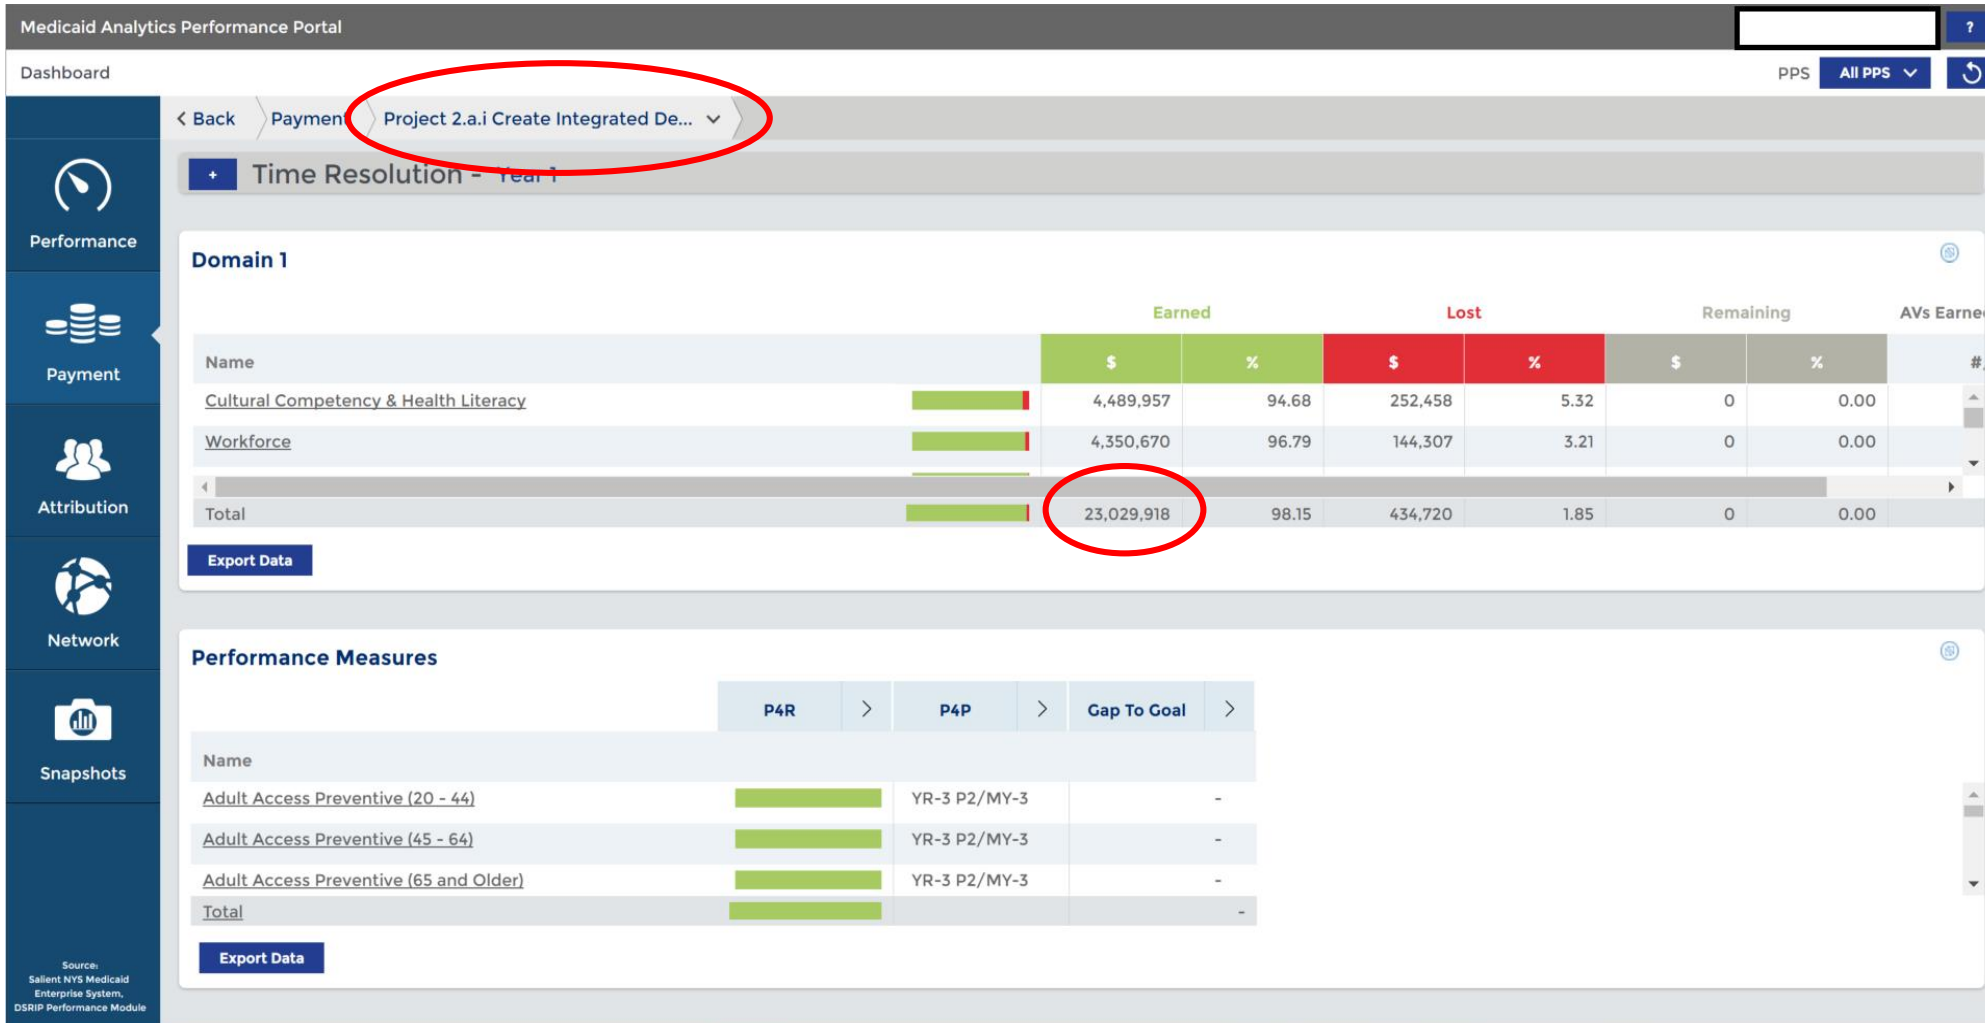 Medicaid Analytics Performance Portal
?
Dashboard
PPS All PPS
Back Payment Project 2.a.i Create Integrated De...
+ Time Resolution - Year 1
Performance
Payment
Attribution
Network
Snapshots
Source:
Salient NYS Medicaid
Enterprise System,
DSRIP Performance Module
Domain 1
Earned Lost Remaining AVs Earne
Name $ % $ % $ % #
Cultural Competency & Health Literacy 4,489,957 94.68 252,458 5.32 0 0.00
Workforce 4,350,670 96.79 144,307 3.21 0 0.00
Total 23,029,918 98.15 434,720 1.85 0 0.00
Export Data
Performance Measures
P4R > P4P > Gap To Goal >
Name
Adult Access Preventive (20 - 44) YR-3 P2/MY-3 -
Adult Access Preventive (45 - 64) YR-3 P2/MY-3 -
Adult Access Preventive (65 and Older) YR-3 P2/MY-3 -
Total -
Export Data